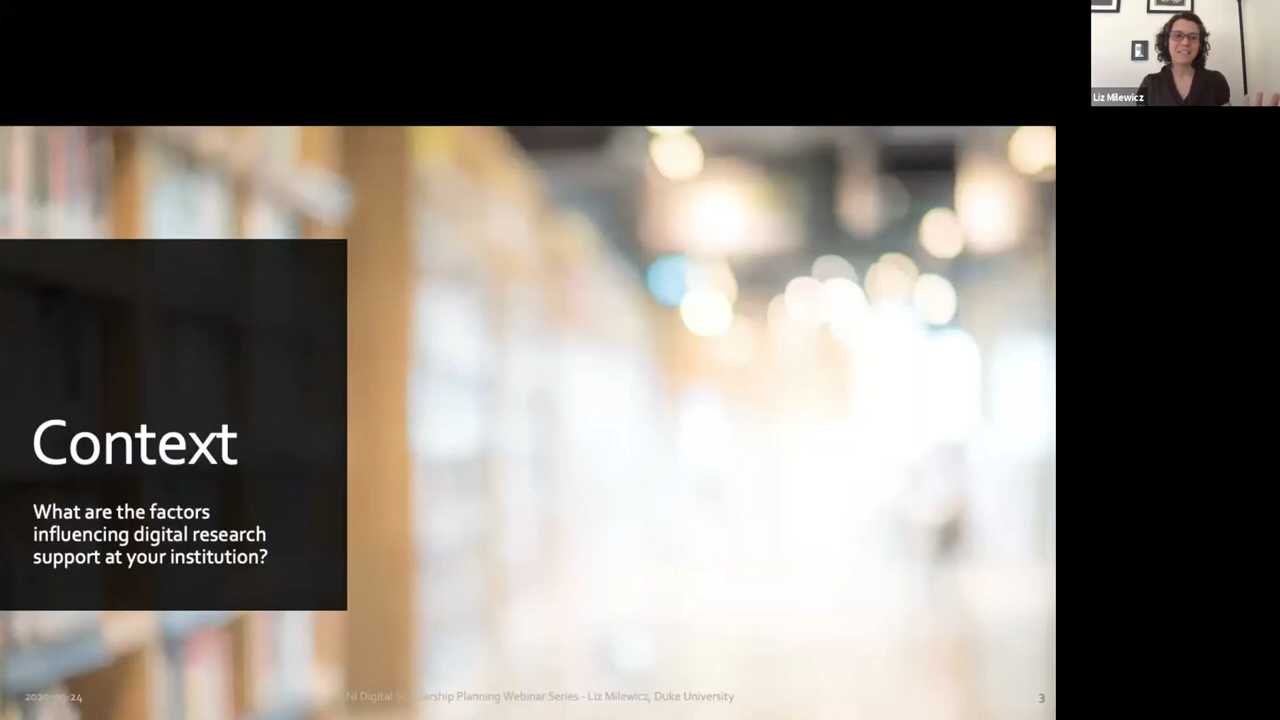 Liz Milewicz
Context
What are the factors
influencing digital research
support at your institution?
NI Digital Scholarship Planning Webinar Series - Liz Milewicz, Duke University
3